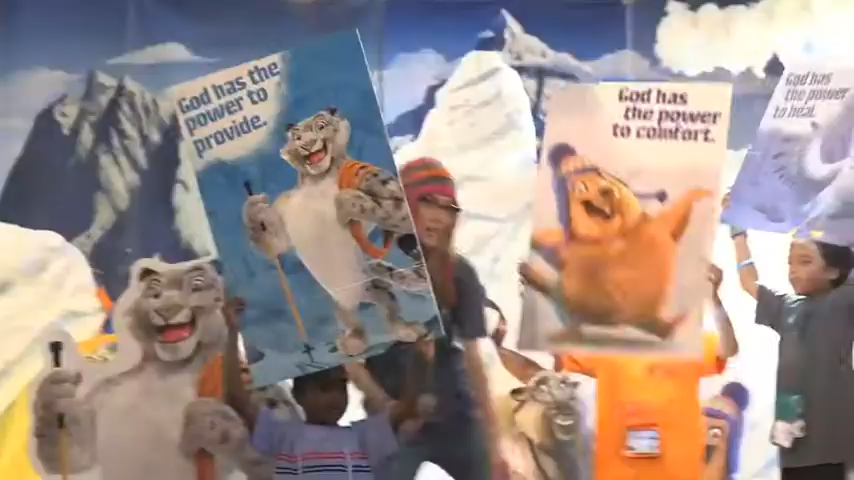 God has the
power to
provide.
God has
the power
to comfort.
God has
the power
to heal.